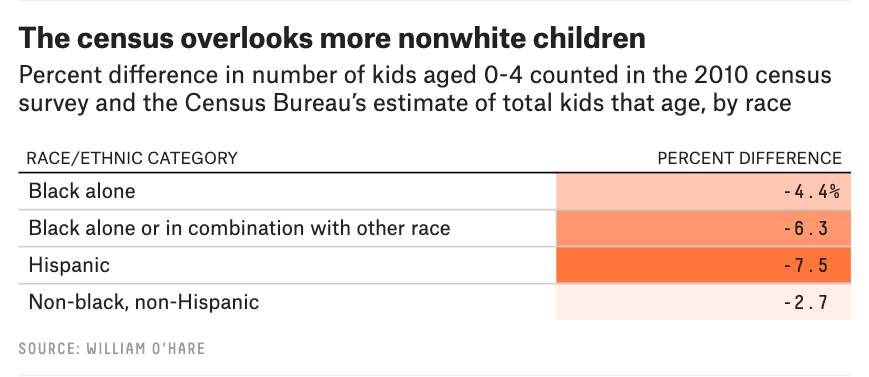 The census overlooks more nonwhite children
Percent difference in number of kids aged 0-4 counted in the 2010 census
survey and the Census Bureau’s estimate of total kids that age, by race
RACE/ETHNIC CATEGORY PERCENT DIFFERENCE
Black alone -4.4%
Black alone or in combination with other race -6.3
Hispanic -7.5
Non-black, non-Hispanic -2.7
SOURCE: WILLIAM O’HARE